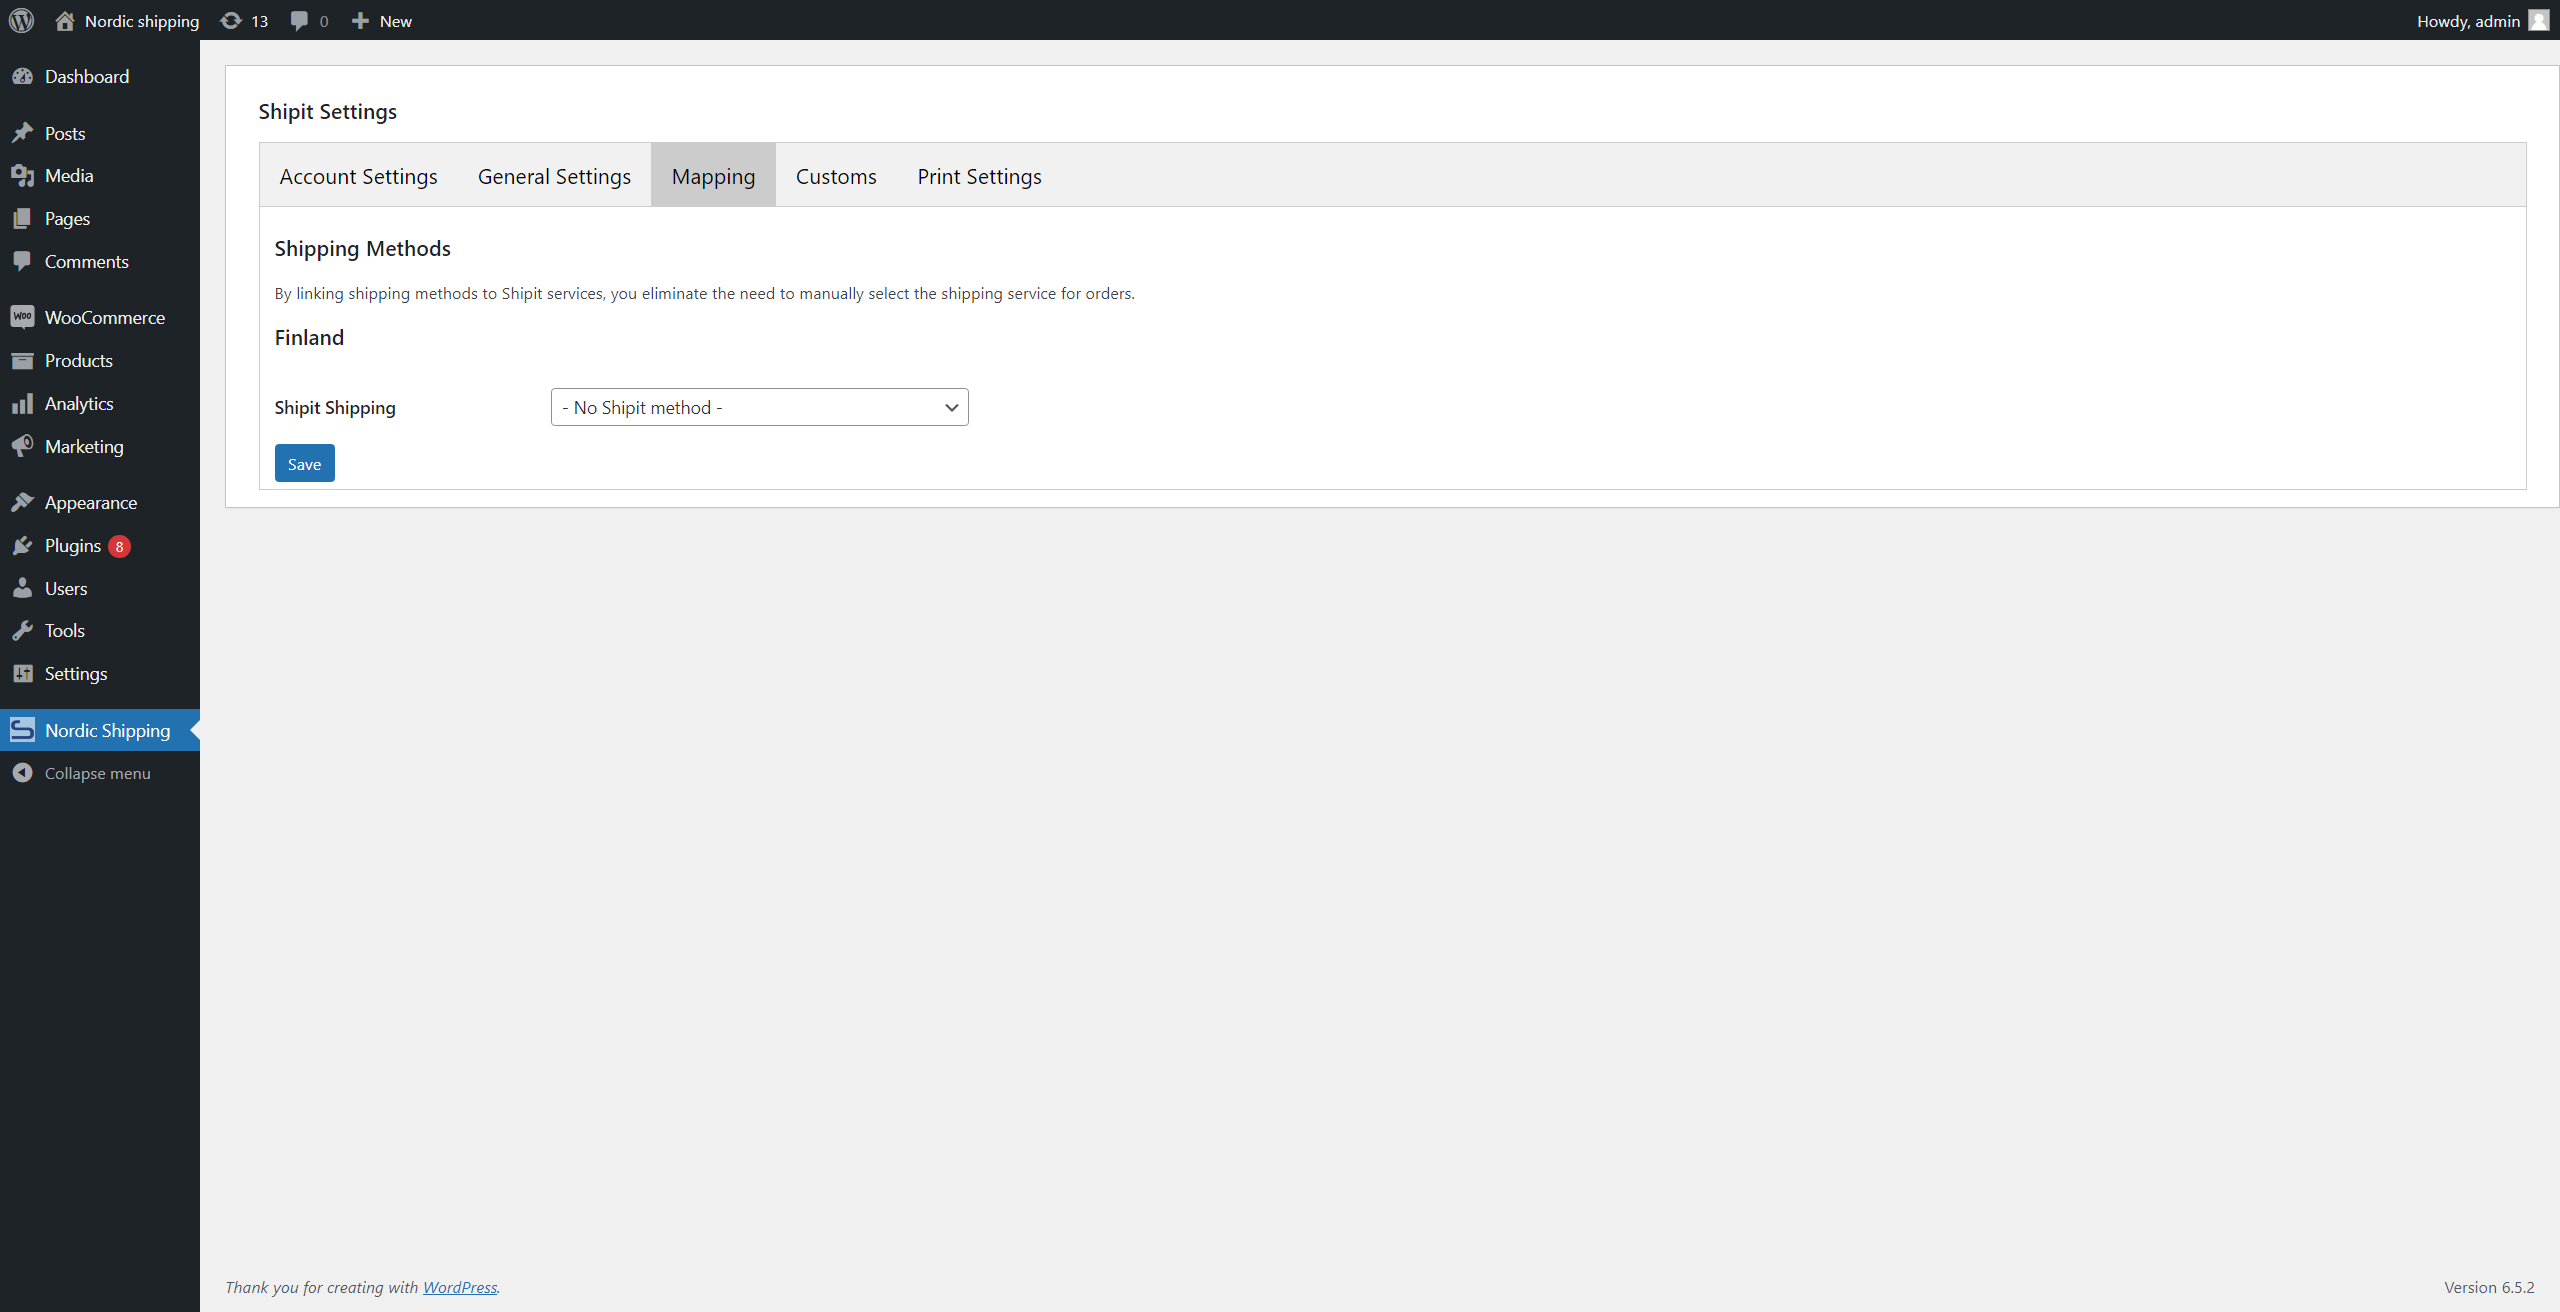 Nordic shipping 13 0 New Howdy, admin
Dashboard
Posts
Media
Pages
Comments
WooCommerce
Products
Analytics
Marketing
Appearance
Plugins 8
Users
Tools
Settings
Nordic Shipping
Collapse menu
Shipit Settings
Account Settings General Settings Mapping Customs Print Settings
Shipping Methods
By linking shipping methods to Shipit services, you eliminate the need to manually select the shipping service for orders.
Finland
Shipit Shipping - No Shipit method -
Save
Thank you for creating with WordPress. Version 6.5.2